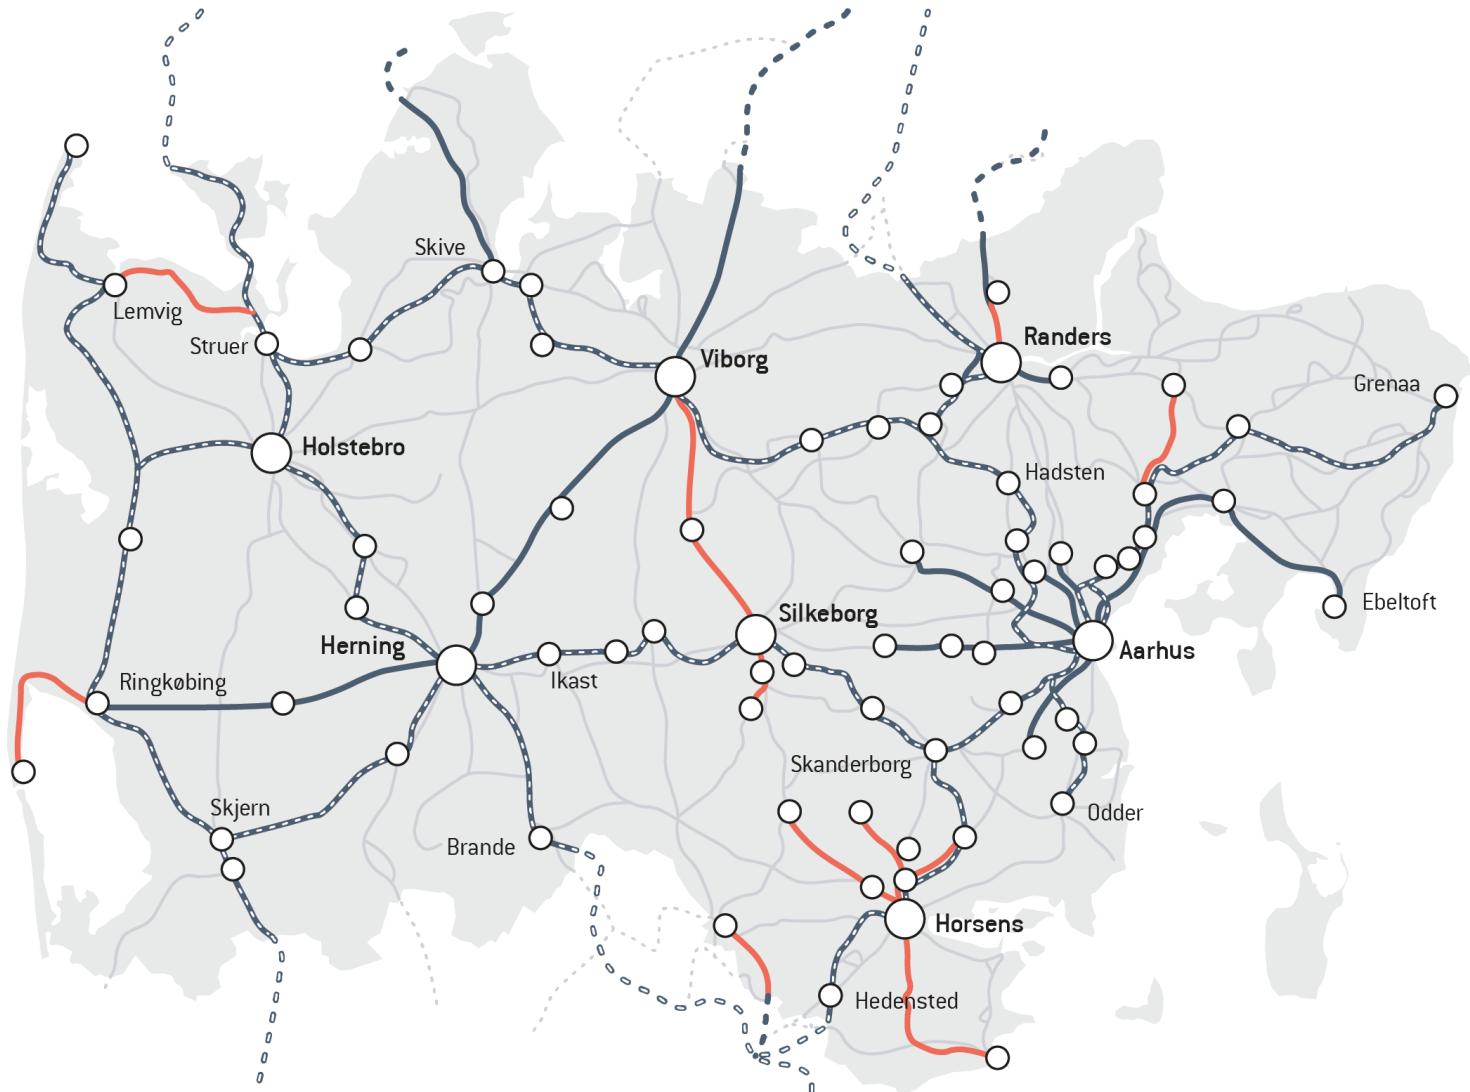 Skive
Lemvig
Struer
Randers
Viborg
Grenaa
Holstebro
Hadsten
Ebeltoft
Silkeborg
Herning
Aarhus
Ikast
Ringkøbing
Skanderborg
Skjern
Odder
Brande
Horsens
Hedensted